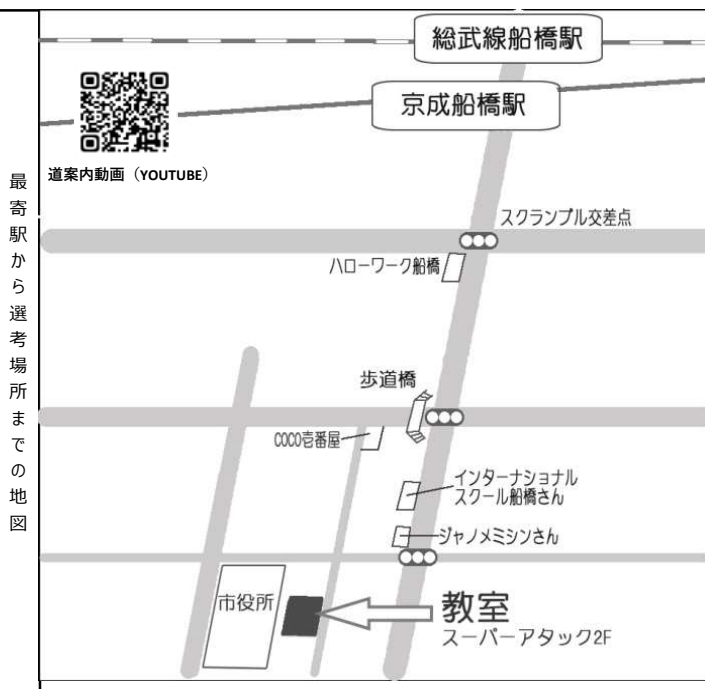 総武線船橋駅
京成船橋駅
道案内動画（YOUTUBE）
最寄駅から選考場所までの地図
スクランブル交差点
ハローワーク船橋
歩道橋
COCO壱番屋
インターナショナル
スクール船橋さん
ジャノメミシンさん
市役所
教室
スーパーアタック2F